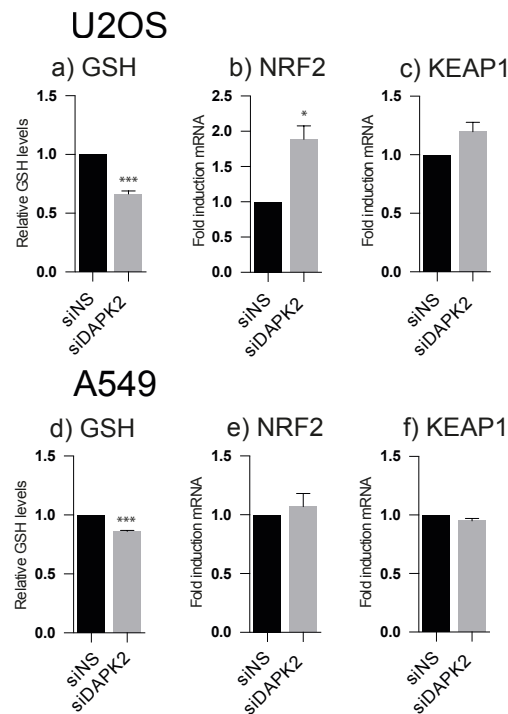 U2OS
a) GSH
b) NRF2
c) KEAP1
Relative GSH levels
1.5
1.0
0.5
0.0
***
siNS
siDAPK2
Fold induction mRNA
2.5
2.0
1.5
1.0
0.5
0.0
*
siNS
siDAPK2
Fold induction mRNA
1.5
1.0
0.5
0.0
siNS
siDAPK2
A549
d) GSH
e) NRF2
f) KEAP1
Relative GSH levels
1.5
1.0
0.5
0.0
***
siNS
siDAPK2
Fold induction mRNA
1.5
1.0
0.5
0.0
siNS
siDAPK2
Fold induction mRNA
1.5
1.0
0.5
0.0
siNS
siDAPK2